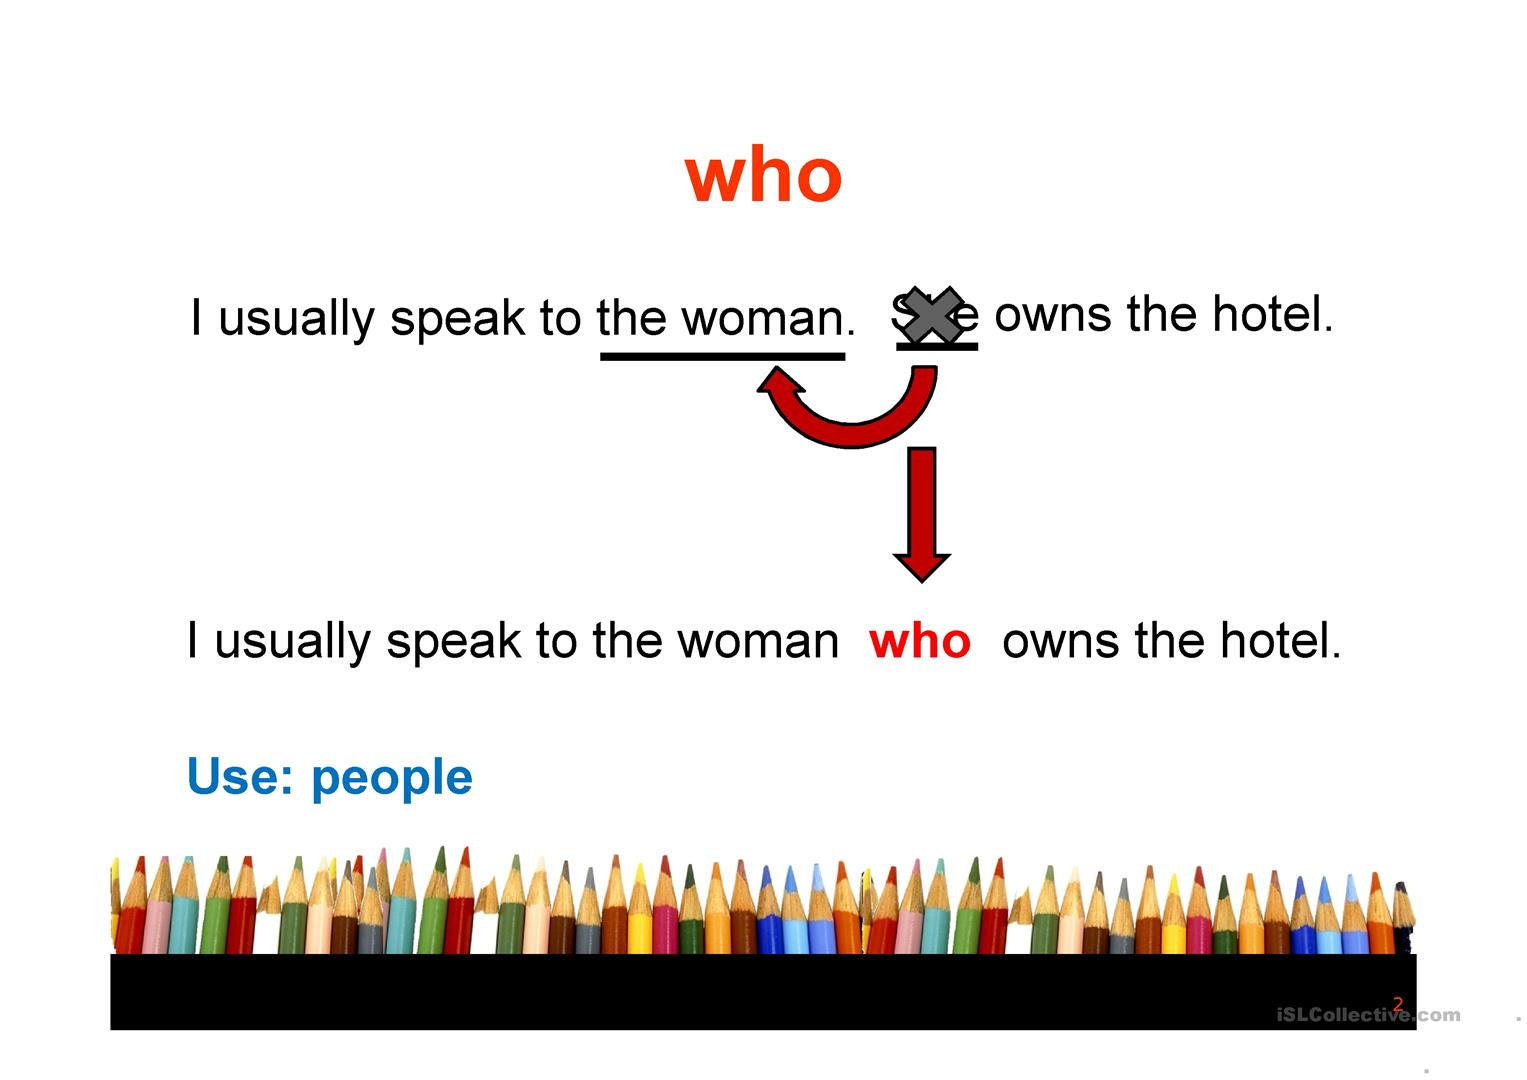 who
I usually speak to the woman. She owns the hotel.
I usually speak to the woman who owns the hotel.
Use: people
2
iSLCollective.com